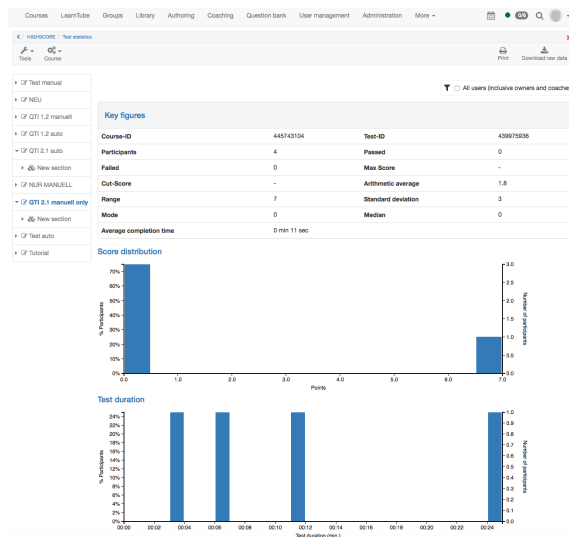 Courses LearnTube Groups Library Authoring Coaching Question bank User management Administration More
HIGHSCORE / Test statistics
Tools Course Print Download raw data
Test manual
NEU
QTI 1.2 manuell
QTI 1.2 auto
QTI 2.1 auto
New section
NUR MANUELL
QTI 2.1 manuell only
New section
Test auto
Tutorial
All users (inclusive owners and coache
Key figures
Course-ID 445743104 Test-ID 439975936
Participants 4 Passed 0
Failed 0 Max Score -
Cut-Score - Arithmetic average 1.8
Range 7 Standard deviation 3
Mode 0 Median 0
Average completion time 0 min 11 sec
Score distribution
% Participants
70%
60%
50%
40%
30%
20%
10%
0%
3.0
2.5
2.0
1.5
1.0
0.5
0.0
Number of participants
0.0 1.0 2.0 3.0 4.0 5.0 6.0 7.0
Points
Test duration
% Participants
24%
22%
20%
18%
16%
14%
12%
10%
8%
6%
4%
2%
0%
1.0
0.9
0.8
0.7
0.6
0.5
0.4
0.3
0.2
0.1
0.0
Number of participants
00:00 00:02 00:04 00:06 00:08 00:10 00:12 00:14 00:16 00:18 00:20 00:22 00:24
Test duration (min.)